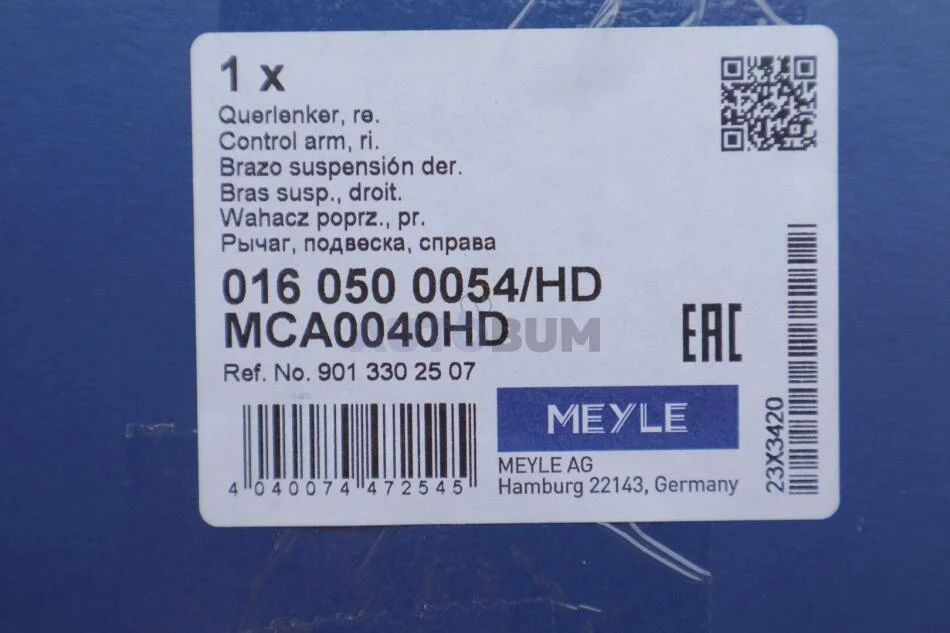 1 x
Querlenker, re.
Control arm, ri.
Brazo suspensión der.
Bras susp., droit.
Wahacz poprz., pr.
Рычаг, подвеска, справа
016 050 0054/HD
MCA0040HD
AUTOBUM
EAC
Ref. No. 901 330 25 07
MEYLE
MEYLE AG
Hamburg 22143, Germany
4 040074 472545
23X3420